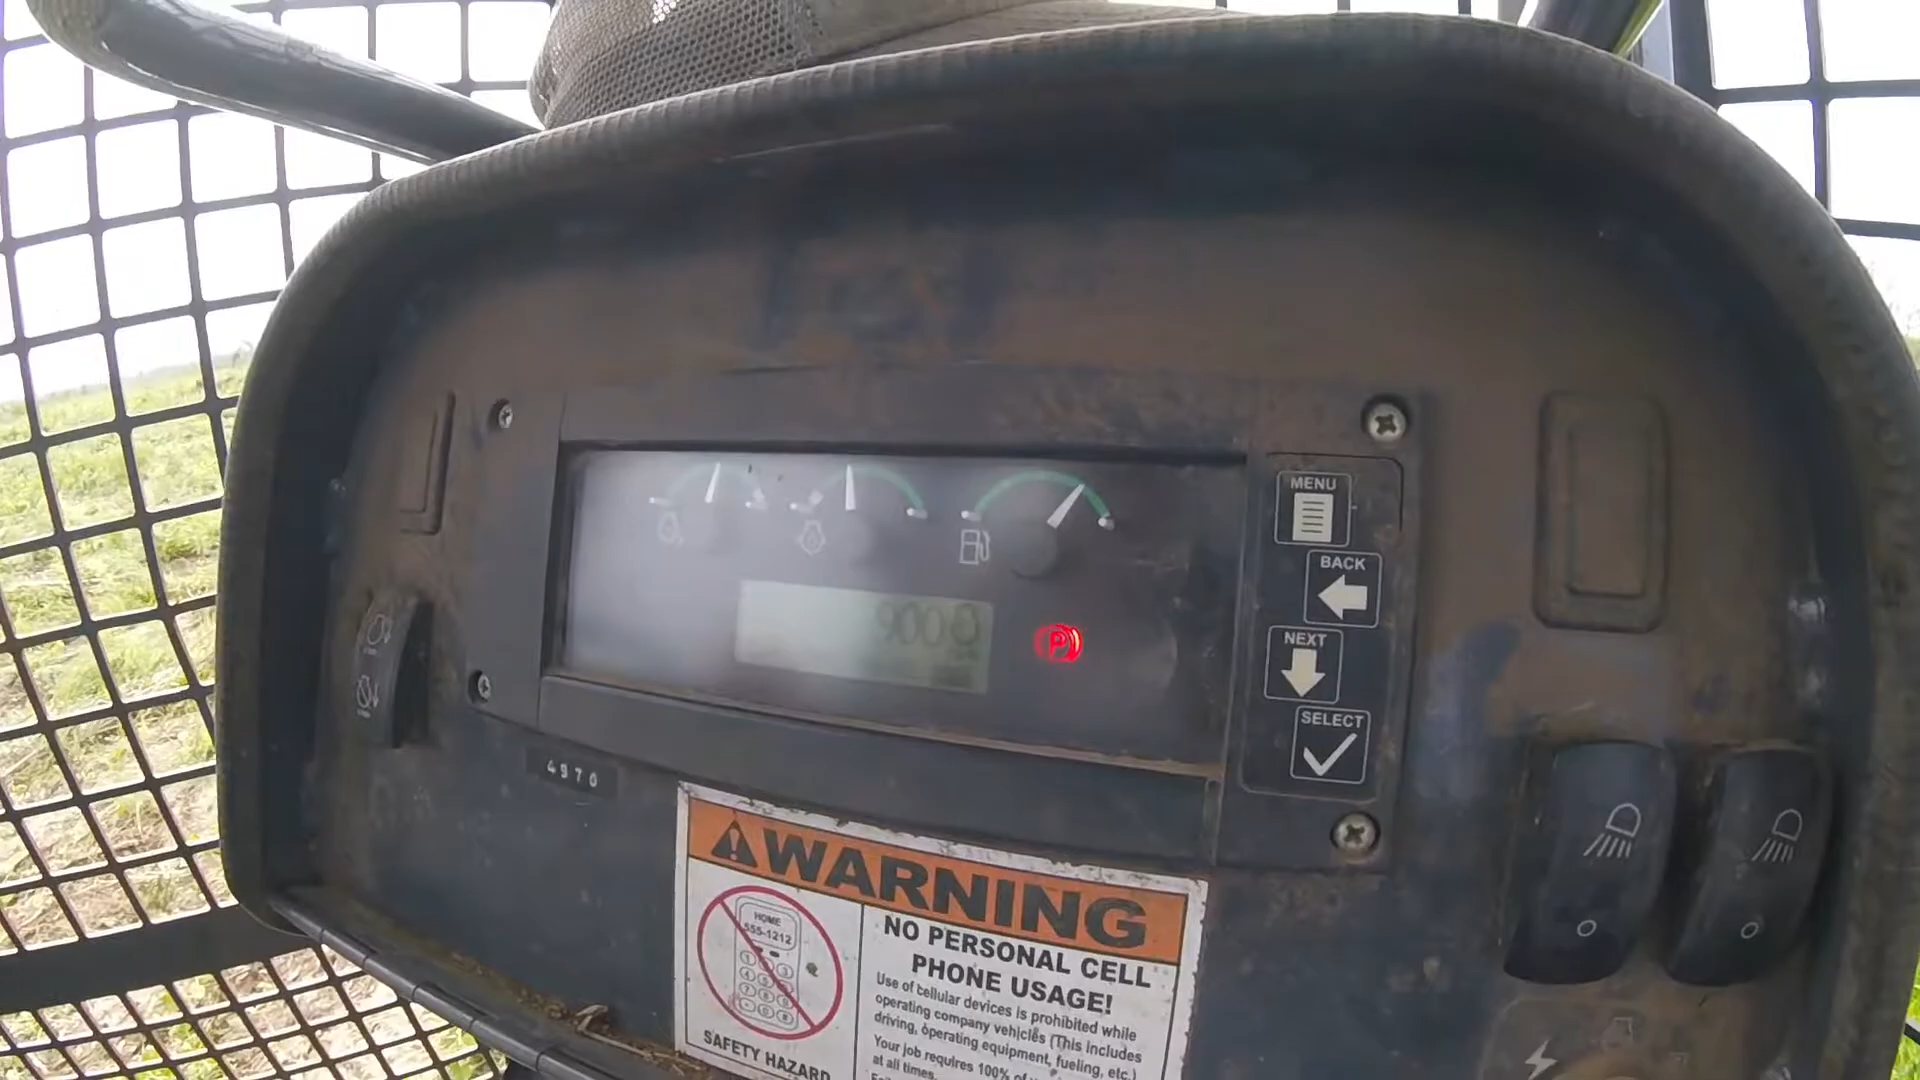 MENU
BACK
NEXT
SELECT
P
4970
WARNING
HOME
555-1212
SAFETY HAZARD
NO PERSONAL CELL
PHONE USAGE!
Use of cellular devices is prohibited while
operating company vehicles (This includes
driving, operating equipment, fueling, etc.)
Your job requires 100% of
at all times.